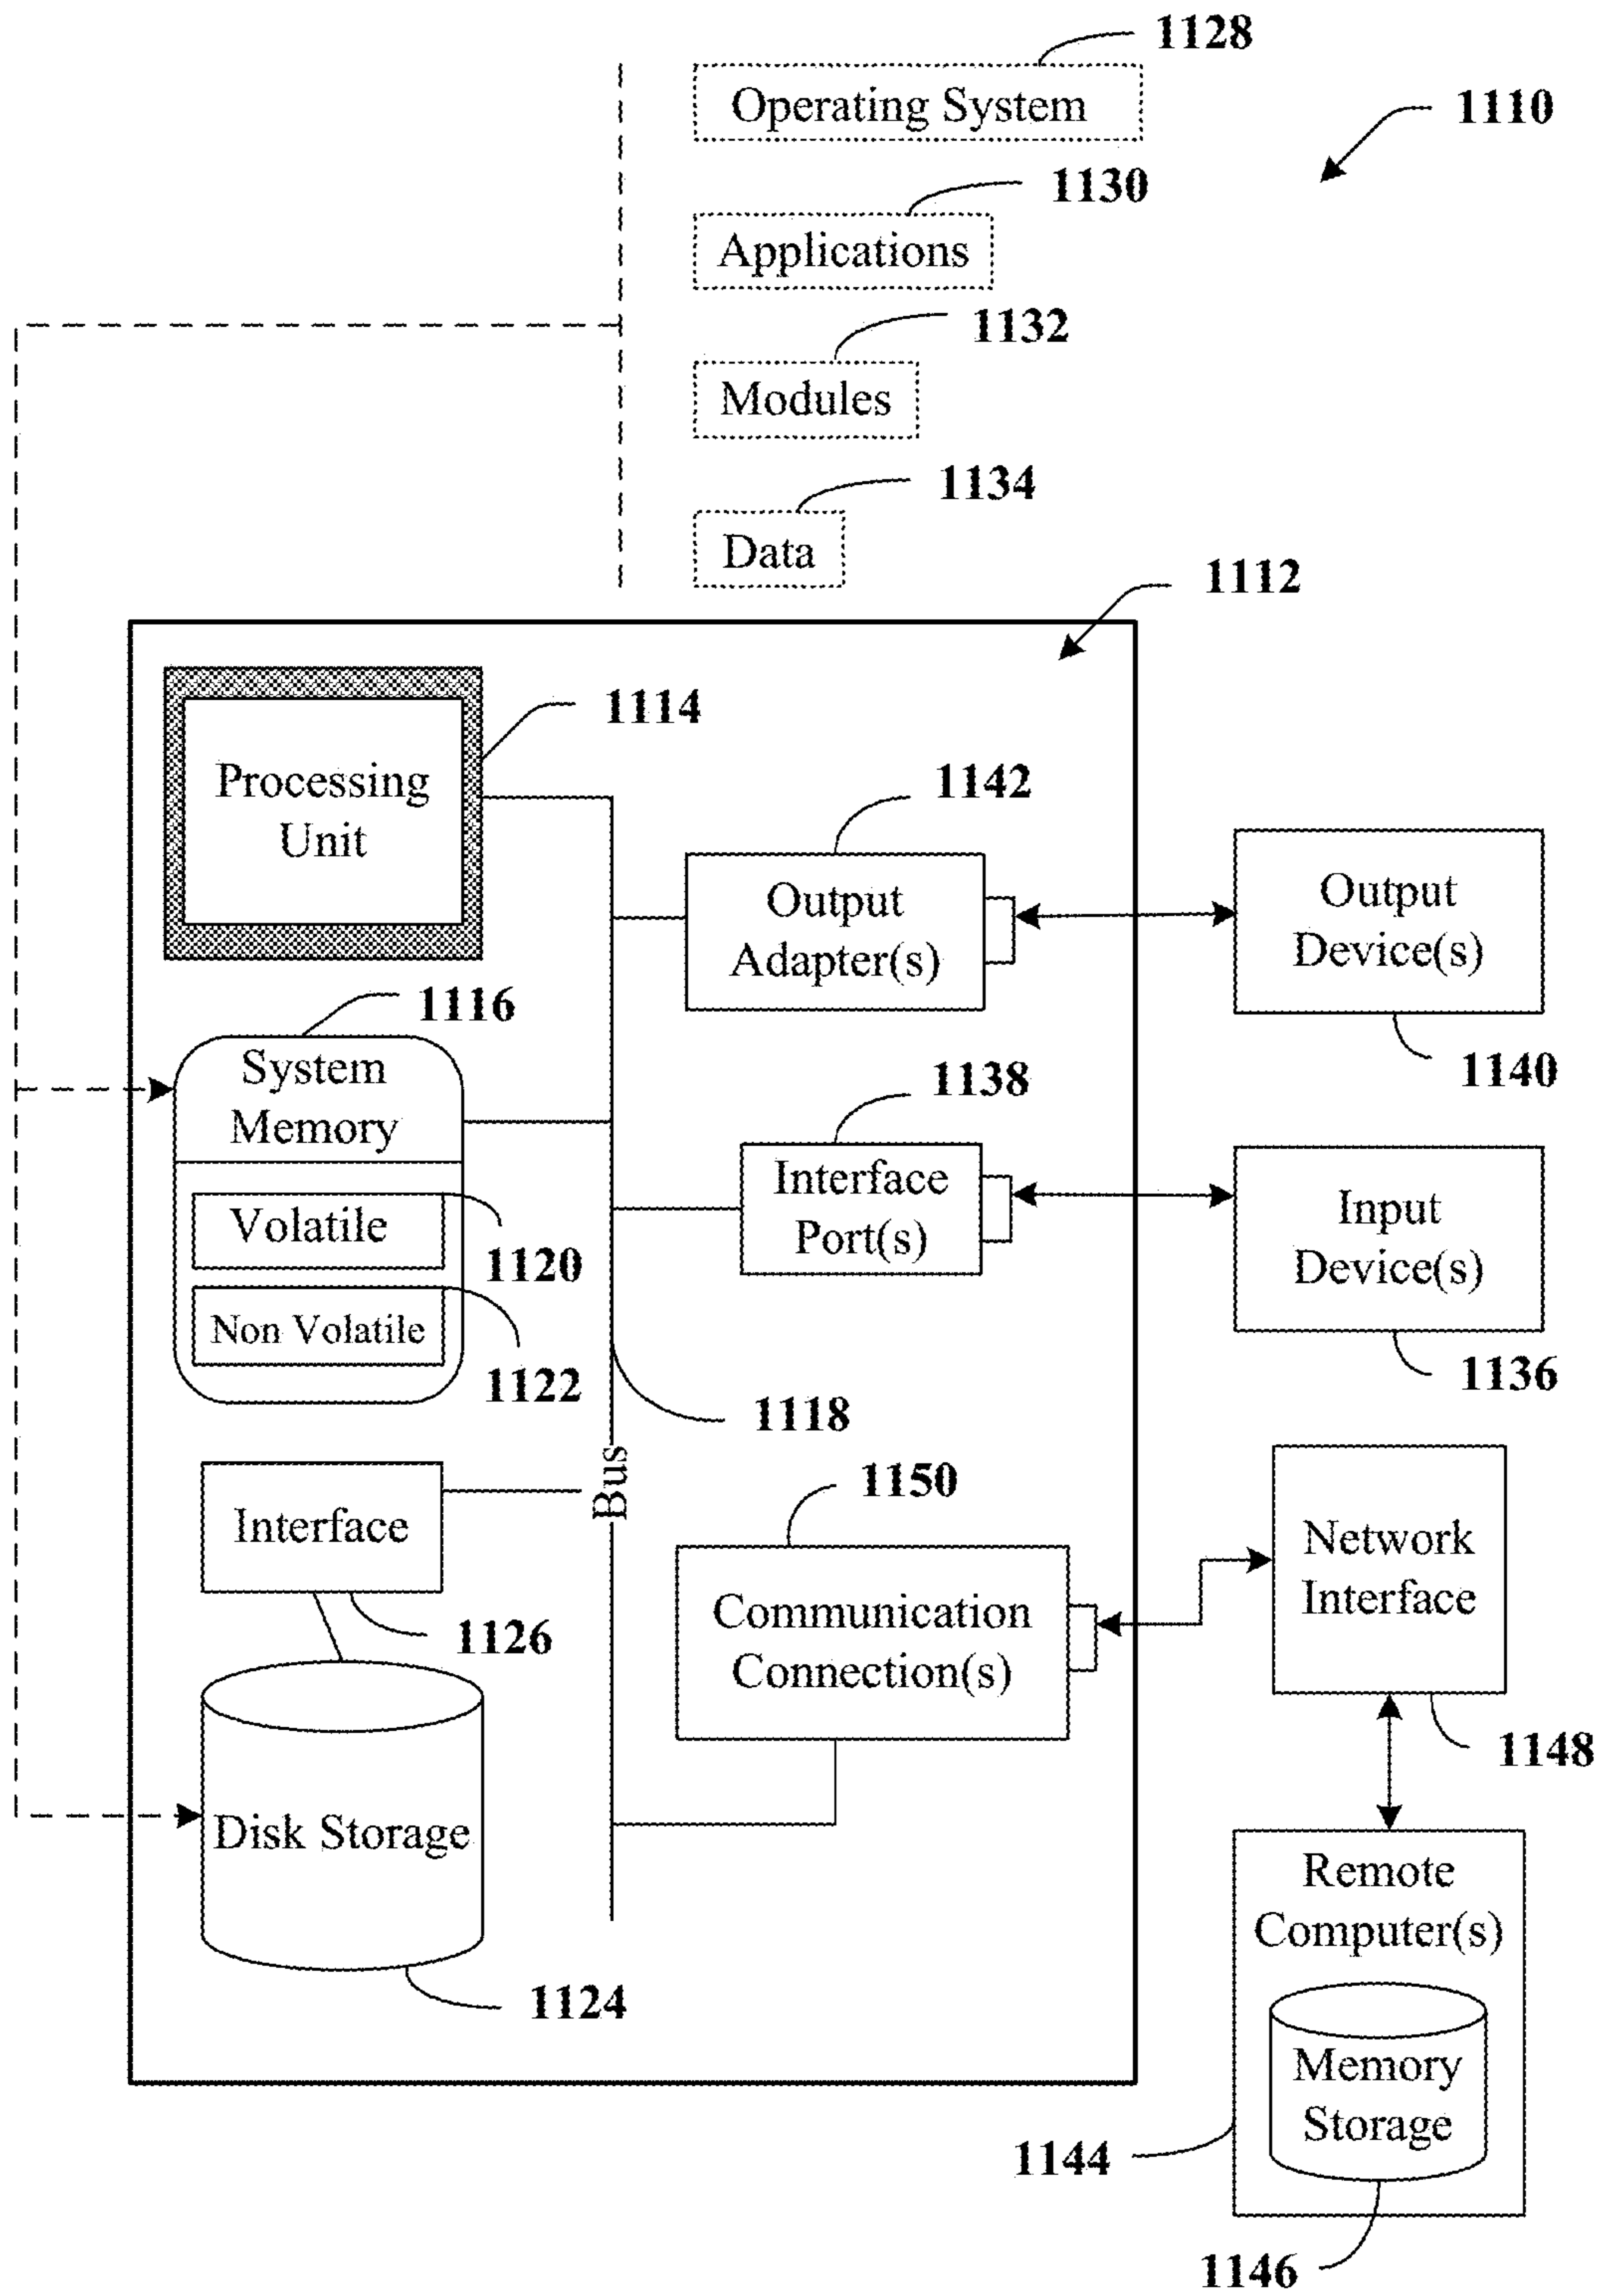 1128
Operating System
1110
1130
Applications
1132
Modules
1134
Data
1112
1114
Processing
Unit
1142
Output
Adapter(s)
Output
Device(s)
1140
1116
System
Memory
Volatile
1120
Non Volatile
1122
1138
Interface
Port(s)
Input
Device(s)
1136
1118
Bus
Interface
1126
1150
Communication
Connection(s)
Network
Interface
1148
Disk Storage
1124
Remote
Computer(s)
Memory
Storage
1144
1146